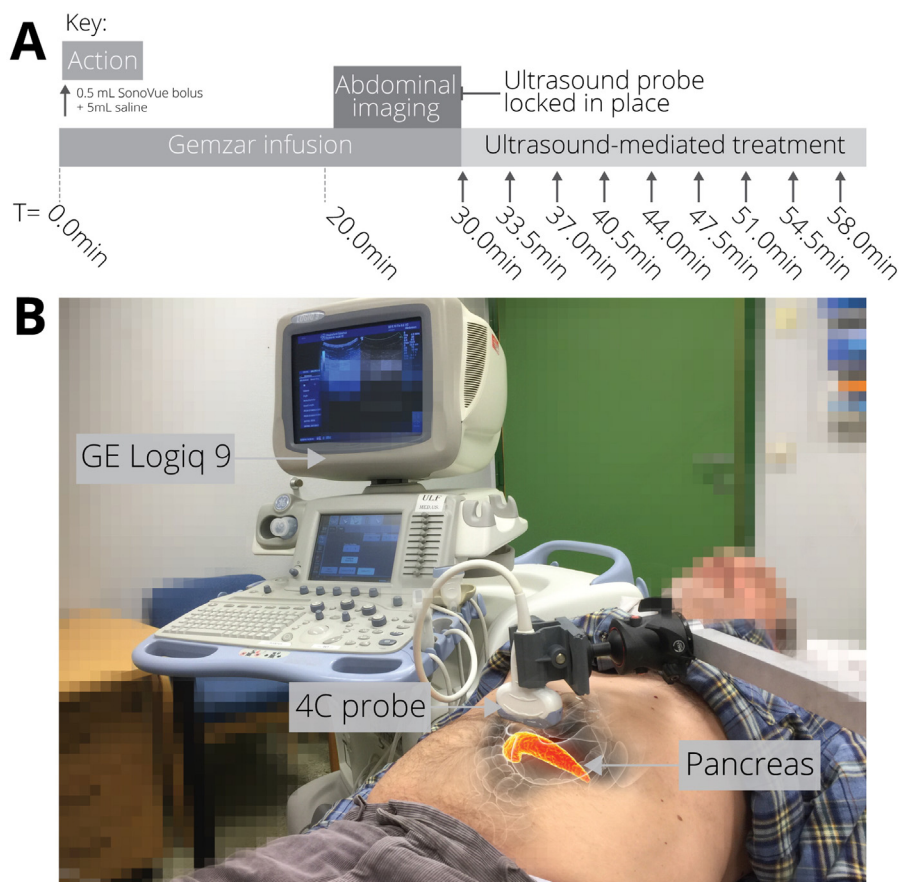 A
Key:
Action
0.5 mL SonoVue bolus
+ 5mL saline
Abdominal
imaging
Ultrasound probe
locked in place
Gemzar infusion
Ultrasound-mediated treatment
T=
0.0min
20.0min
30.0min
33.5min
37.0min
40.5min
44.0min
47.5min
51.0min
54.5min
58.0min
B
GE Logiq 9
ULF
4C probe
Pancreas